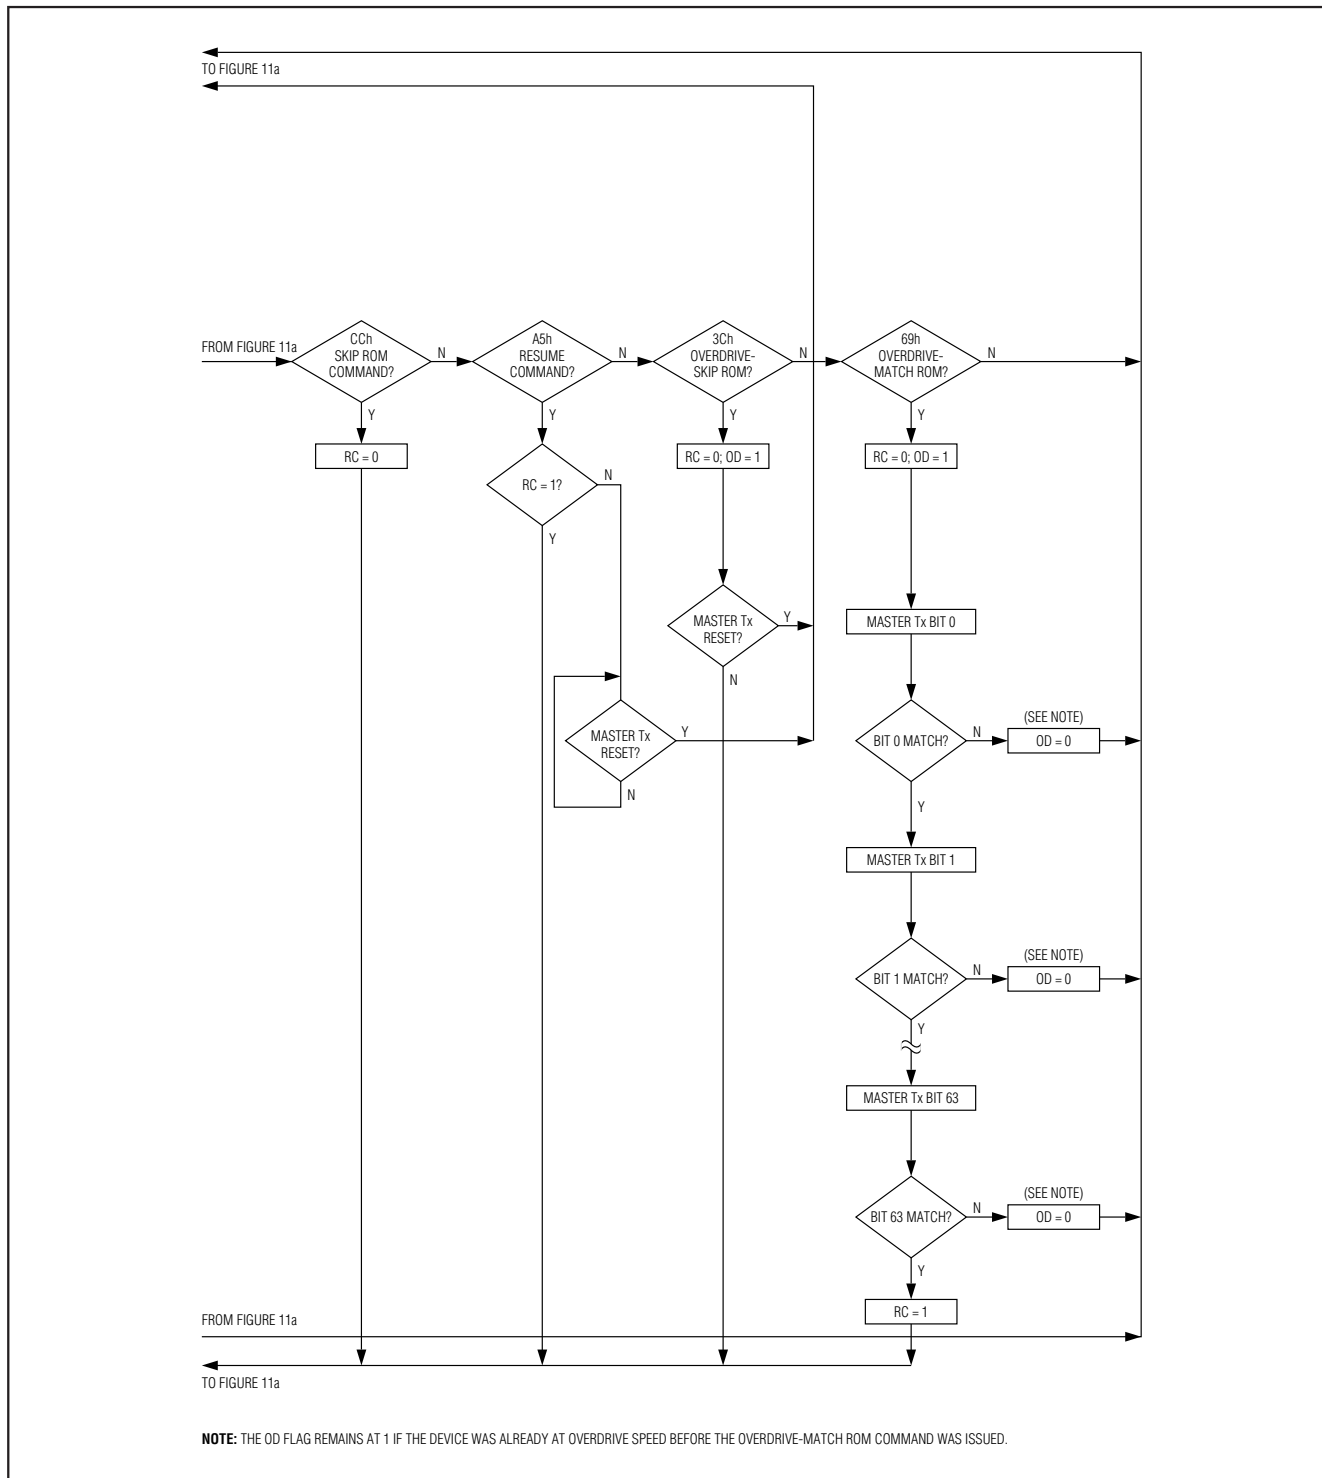 TO FIGURE 11a
FROM FIGURE 11a
CCh
SKIP ROM
COMMAND?
N
A5h
RESUME
COMMAND?
N
3Ch
OVERDRIVE-
SKIP ROM?
N
69h
OVERDRIVE-
MATCH ROM?
N
Y
Y
Y
Y
RC = 0
RC = 1?
N
Y
RC = 0; OD = 1
RC = 0; OD = 1
MASTER Tx
RESET?
Y
N
MASTER Tx
RESET?
Y
N
MASTER Tx BIT 0
BIT 0 MATCH?
N
(SEE NOTE)
OD = 0
Y
MASTER Tx BIT 1
BIT 1 MATCH?
N
(SEE NOTE)
OD = 0
Y
MASTER Tx BIT 63
BIT 63 MATCH?
N
(SEE NOTE)
OD = 0
Y
RC = 1
FROM FIGURE 11a
TO FIGURE 11a
NOTE: THE OD FLAG REMAINS AT 1 IF THE DEVICE WAS ALREADY AT OVERDRIVE SPEED BEFORE THE OVERDRIVE-MATCH ROM COMMAND WAS ISSUED.